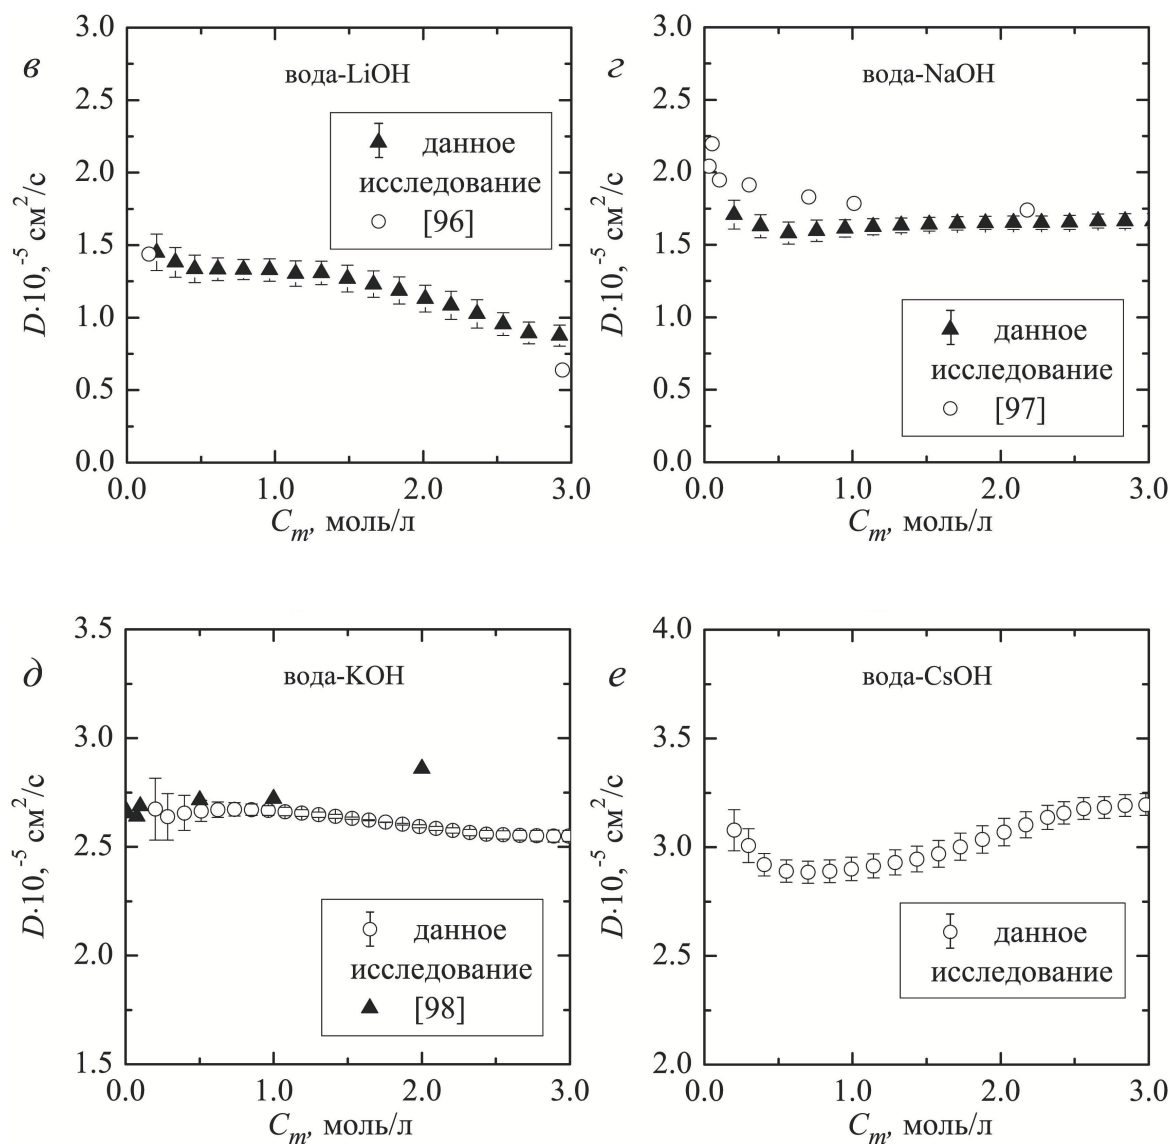 в
вода-LiOH
данное
исследование
[96]
3.0
2.5
2.0
1.5
1.0
0.5
0.0
D·10,⁻⁵ см²/с
0.0 1.0 2.0 3.0
Cₘ, моль/л
г
вода-NaOH
данное
исследование
[97]
3.0
2.5
2.0
1.5
1.0
0.5
0.0
D·10,⁻⁵ см²/с
0.0 1.0 2.0 3.0
Cₘ, моль/л
д
вода-KOH
данное
исследование
[98]
3.5
3.0
2.5
2.0
1.5
D·10,⁻⁵ см²/с
0.0 1.0 2.0 3.0
Cₘ, моль/л
е
вода-CsOH
данное
исследование
4.0
3.5
3.0
2.5
2.0
D·10,⁻⁵ см²/с
0.0 1.0 2.0 3.0
Cₘ, моль/л